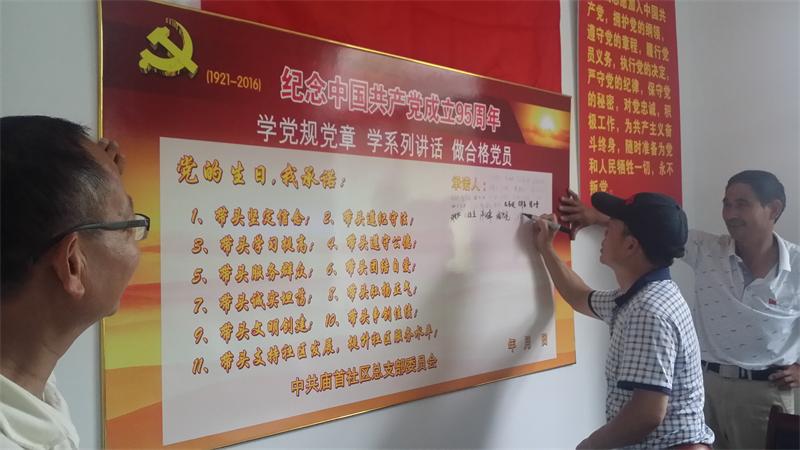 (1921-2016)
纪念中国共产党成立95周年
学党规党章 学系列讲话 做合格党员
党的生日，我承诺：
承诺人：
1、带头坚定信念； 2、带头遵纪守法；
3、带头学习提高； 4、带头遵守公德；
5、带头服务群众； 6、带头团结自爱；
7、带头诚实担当； 8、带头弘扬正气；
9、带头文明创建； 10、带头争创佳绩；
11、带头支持社区发展，提升社区服务水平；
年 月 日
中共庙首社区总支部委员会
愿加入中国共
产党，拥护党的纲领，
遵守党的章程，履行党
员义务，执行党的决定，
严守党的纪律，保守党
的秘密，对党忠诚，积
极工作，为共产主义奋
斗终身，随时准备为党
和人民牺牲一切，永不
叛党